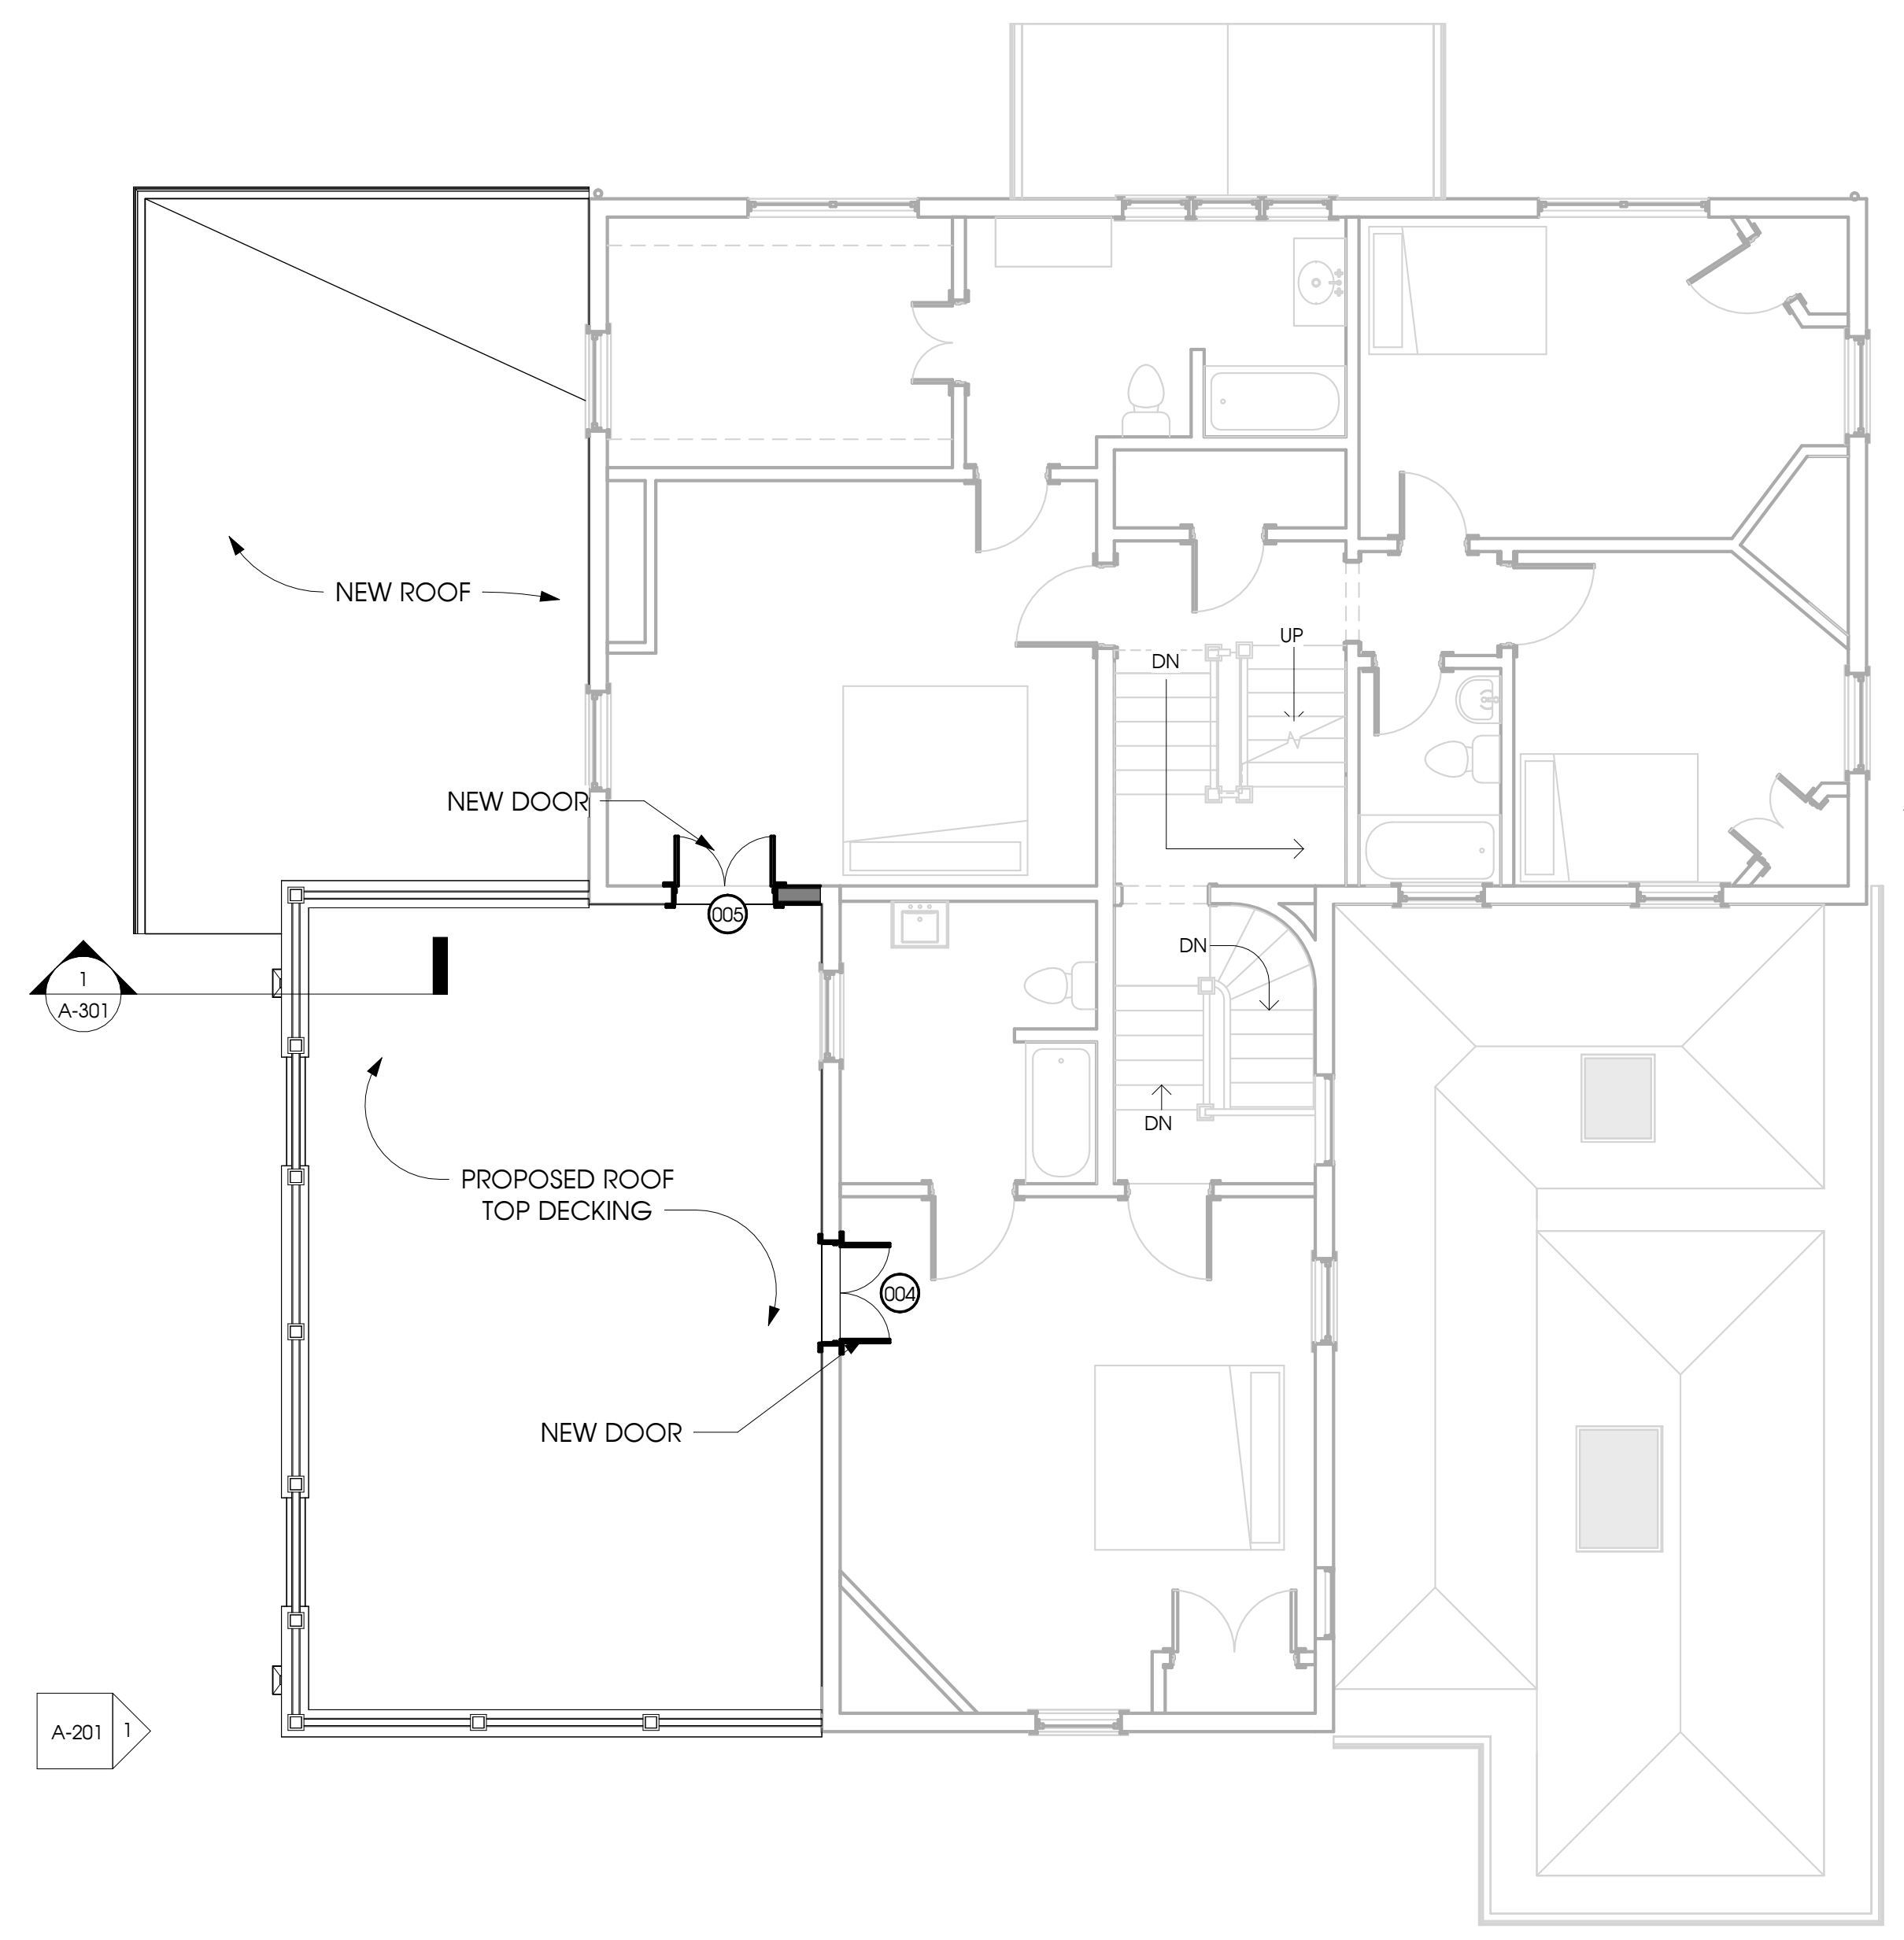 NEW ROOF
UP
DN
NEW DOOR
005
DN
1
A-301
DN
PROPOSED ROOF
TOP DECKING
004
NEW DOOR
A-201
1